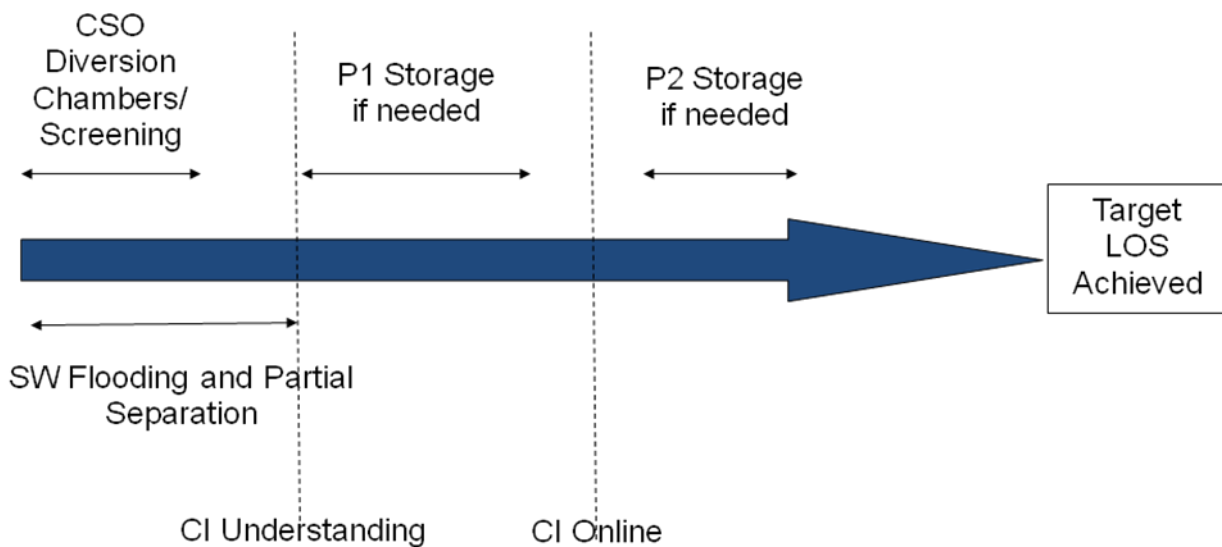 CSO
Diversion
Chambers/
Screening
P1 Storage
if needed
P2 Storage
if needed
Target
LOS
Achieved
SW Flooding and Partial
Separation
CI Understanding
CI Online